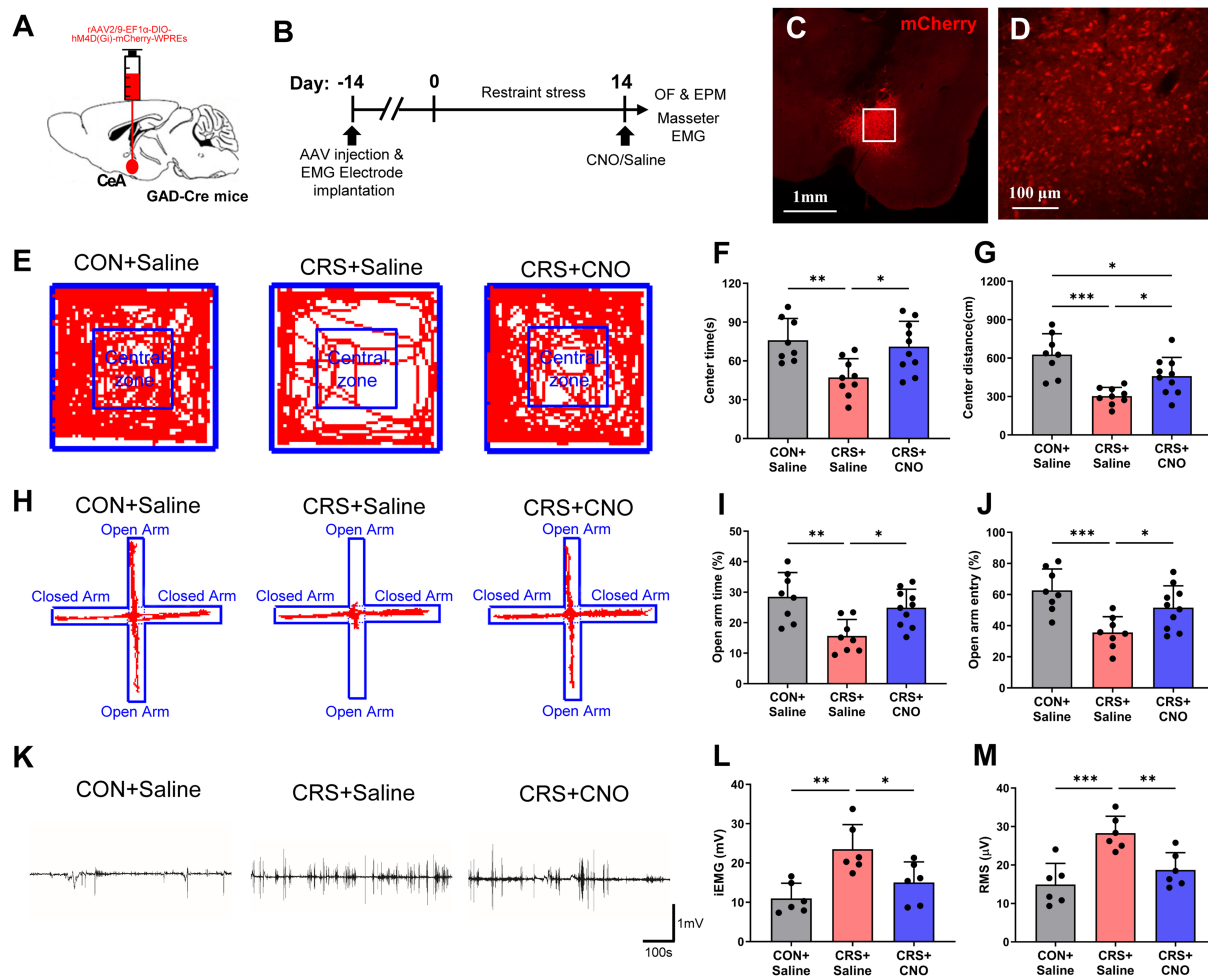 A
rAAV2/9-EF1α-DIO-
hM4D(Gi)-mCherry-WPREs
CeA
GAD-Cre mice
B
Day: -14
0
14
Restraint stress
OF & EPM
Masseter
EMG
AAV injection &
EMG Electrode
implantation
CNO/Saline
C
mCherry
1mm
D
100 μm
E
CON+Saline
CRS+Saline
CRS+CNO
Central
zone
Central
zone
Central
zone
F
Center time(s)
120
90
60
30
0
**
*
CON+
Saline
CRS+
Saline
CRS+
CNO
G
Center distance(cm)
1200
900
600
300
0
*
***
*
CON+
Saline
CRS+
Saline
CRS+
CNO
H
CON+Saline
Open Arm
Closed Arm
Closed Arm
Open Arm
CRS+Saline
Open Arm
Closed Arm
Closed Arm
Open Arm
CRS+CNO
Open Arm
Closed Arm
Closed Arm
Open Arm
I
Open arm time (%)
50
40
30
20
10
0
**
*
CON+
Saline
CRS+
Saline
CRS+
CNO
J
Open arm entry (%)
100
80
60
40
20
0
***
*
CON+
Saline
CRS+
Saline
CRS+
CNO
K
CON+Saline
CRS+Saline
CRS+CNO
1mV
100s
L
iEMG (mV)
40
30
20
10
0
**
*
CON+
Saline
CRS+
Saline
CRS+
CNO
M
RMS (μV)
50
40
30
20
10
0
***
**
CON+
Saline
CRS+
Saline
CRS+
CNO